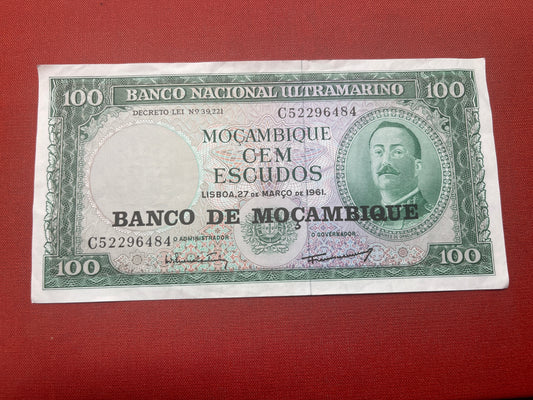 100 BANCO NACIONAL ULTRAMARINO 100
DECRETO LEI Nº 39,221 C52296484
MOÇAMBIQUE
CEM
ESCUDOS
LISBOA, 27 DE MARÇO DE 1961.
BANCO DE MOÇAMBIQUE
C52296484 O ADMINISTRADOR O GOVERNADOR
100 100